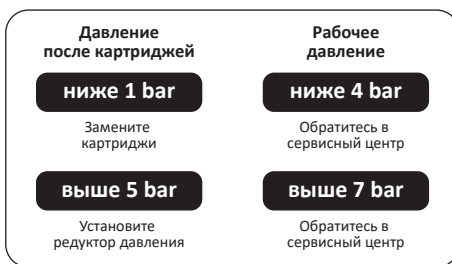 Давление
после картриджей
ниже 1 bar
Замените
картриджи
выше 5 bar
Установите
редуктор давления
Рабочее
давление
ниже 4 bar
Обратитесь в
сервисный центр
выше 7 bar
Обратитесь в
сервисный центр